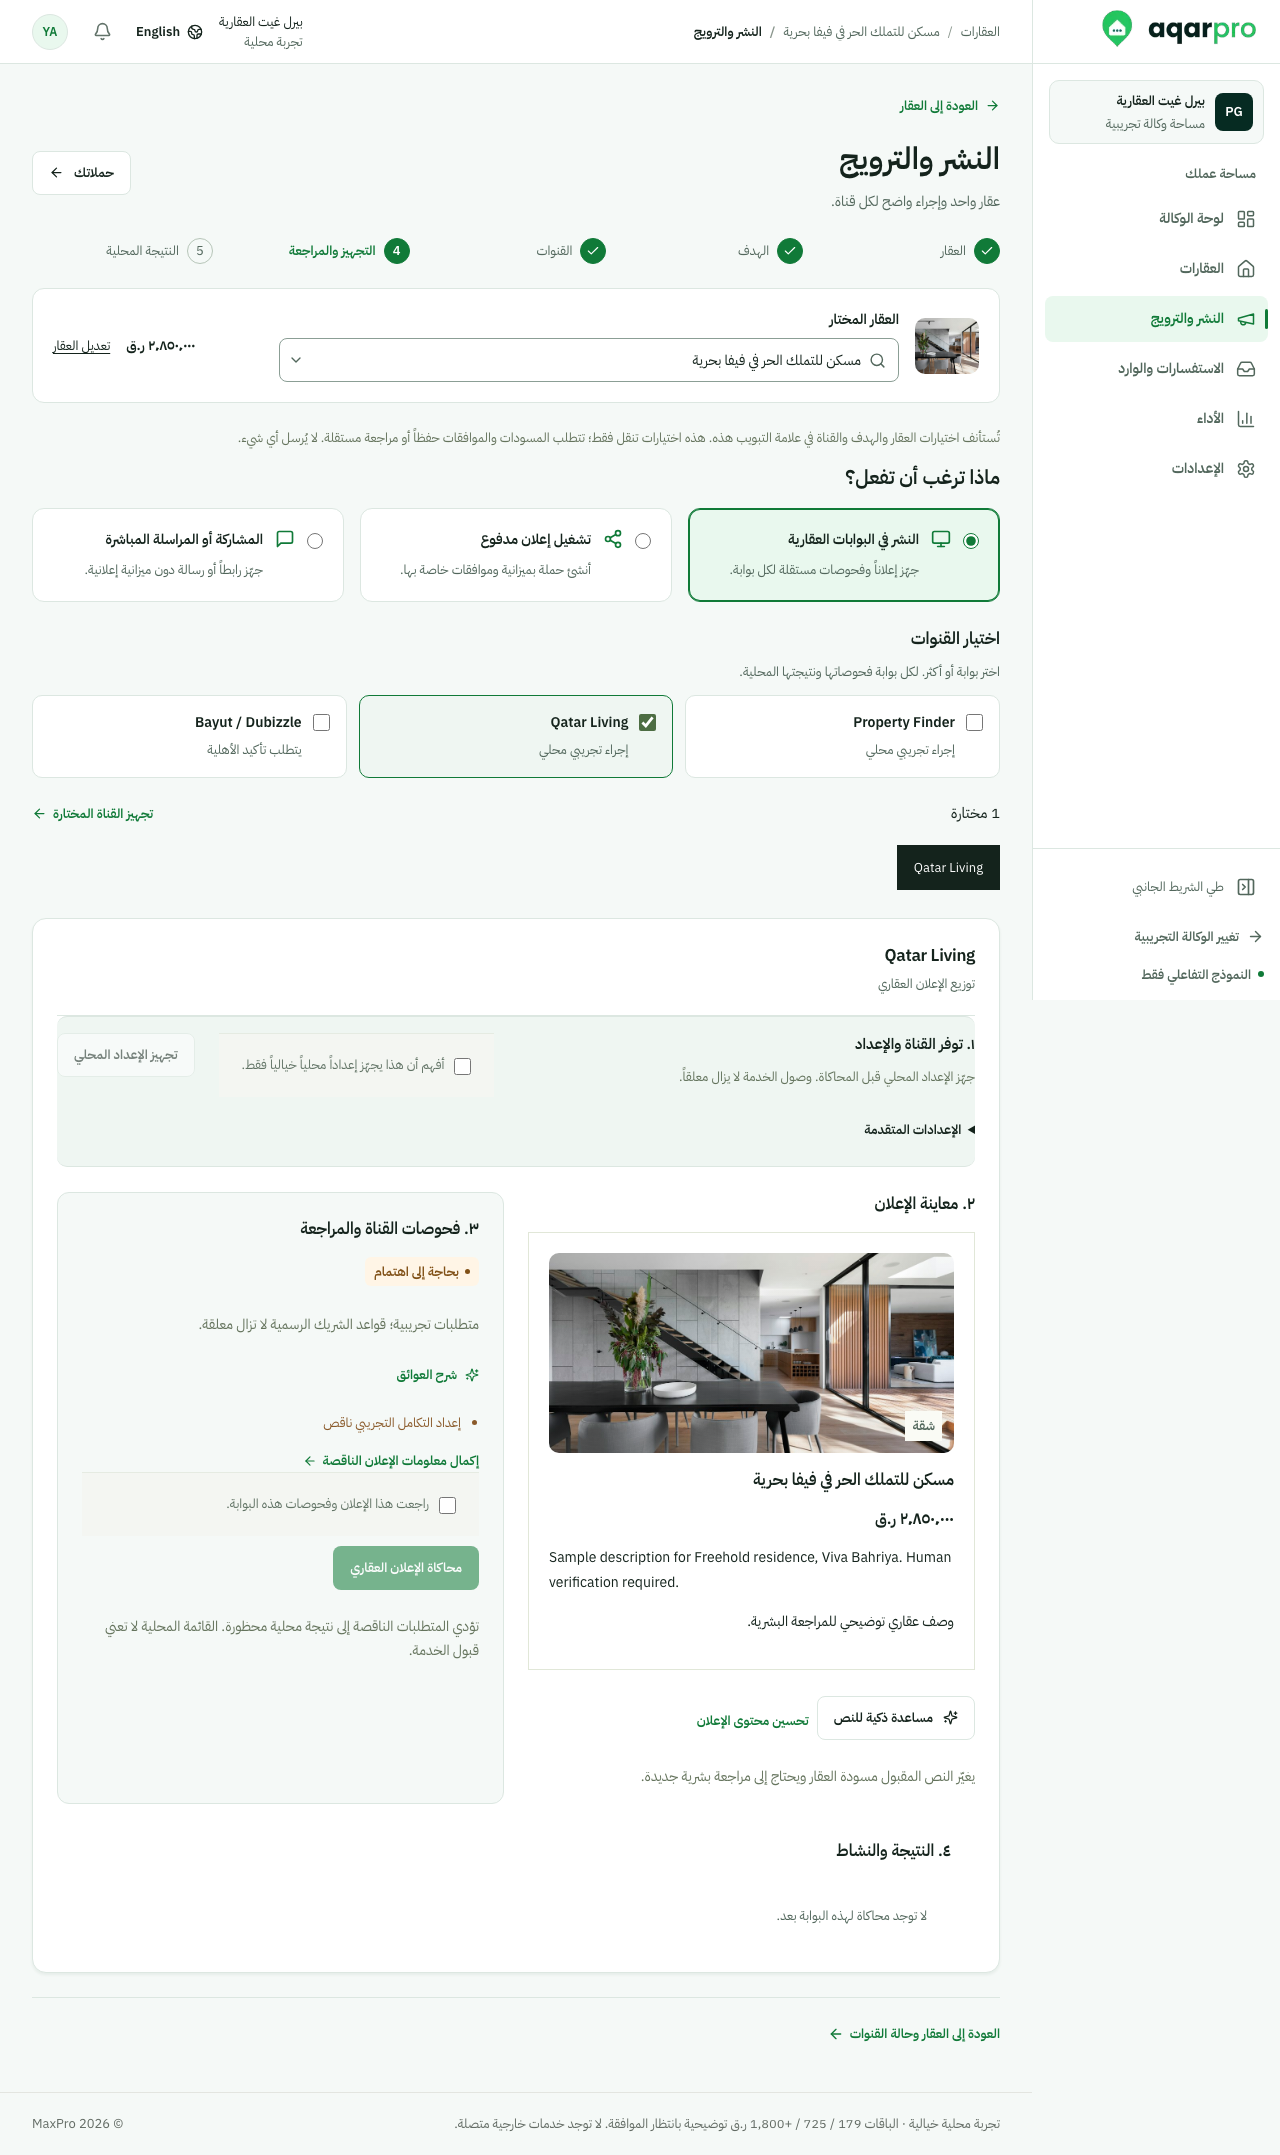 aqarpro
العقارات / مسكن للتملك الحر في فيفا بحرية / النشر والترويج
بيرل غيت العقارية
تجربة محلية
English
YA
PG
بيرل غيت العقارية
مساحة وكالة تجريبية
مساحة عملك
لوحة الوكالة
العقارات
النشر والترويج
الاستفسارات والوارد
الأداء
الإعدادات
طي الشريط الجانبي
تغيير الوكالة التجريبية
النموذج التفاعلي فقط
العودة إلى العقار
النشر والترويج
عقار واحد وإجراء واضح لكل قناة.
حملاتك
العقار
الهدف
القنوات
4 التجهيز والمراجعة
5 النتيجة المحلية
العقار المختار
مسكن للتملك الحر في فيفا بحرية
٢٬٨٥٠٬٠٠٠ ر.ق
تعديل العقار
تُستأنف اختيارات العقار والهدف والقناة في علامة التبويب هذه. هذه اختيارات تنقل فقط؛ تتطلب المسودات والموافقات حفظاً أو مراجعة مستقلة. لا يُرسل أي شيء.
ماذا ترغب أن تفعل؟
النشر في البوابات العقارية
جهّز إعلاناً وفحوصات مستقلة لكل بوابة.
تشغيل إعلان مدفوع
أنشئ حملة بميزانية وموافقات خاصة بها.
المشاركة أو المراسلة المباشرة
جهّز رابطاً أو رسالة دون ميزانية إعلانية.
اختيار القنوات
اختر بوابة أو أكثر. لكل بوابة فحوصاتها ونتيجتها المحلية.
Property Finder
إجراء تجريبي محلي
Qatar Living
إجراء تجريبي محلي
Bayut / Dubizzle
يتطلب تأكيد الأهلية
1 مختارة
تجهيز القناة المختارة
Qatar Living
Qatar Living
توزيع الإعلان العقاري
١. توفر القناة والإعداد
جهّز الإعداد المحلي قبل المحاكاة. وصول الخدمة لا يزال معلقاً.
أفهم أن هذا يجهّز إعداداً محلياً خيالياً فقط.
تجهيز الإعداد المحلي
الإعدادات المتقدمة
٢. معاينة الإعلان
شقة
مسكن للتملك الحر في فيفا بحرية
٢٬٨٥٠٬٠٠٠ ر.ق
Sample description for Freehold residence, Viva Bahriya. Human
verification required.
وصف عقاري توضيحي للمراجعة البشرية.
مساعدة ذكية للنص
تحسين محتوى الإعلان
يغيّر النص المقبول مسودة العقار ويحتاج إلى مراجعة بشرية جديدة.
٣. فحوصات القناة والمراجعة
بحاجة إلى اهتمام
متطلبات تجريبية؛ قواعد الشريك الرسمية لا تزال معلقة.
شرح العوائق
إعداد التكامل التجريبي ناقص
إكمال معلومات الإعلان الناقصة
راجعت هذا الإعلان وفحوصات هذه البوابة.
محاكاة الإعلان العقاري
تؤدي المتطلبات الناقصة إلى نتيجة محلية محظورة. القائمة المحلية لا تعني
قبول الخدمة.
٤. النتيجة والنشاط
لا توجد محاكاة لهذه البوابة بعد.
العودة إلى العقار وحالة القنوات
تجربة محلية خيالية · الباقات 179 / 725 / +1,800 ر.ق توضيحية بانتظار الموافقة. لا توجد خدمات خارجية متصلة.
© 2026 MaxPro